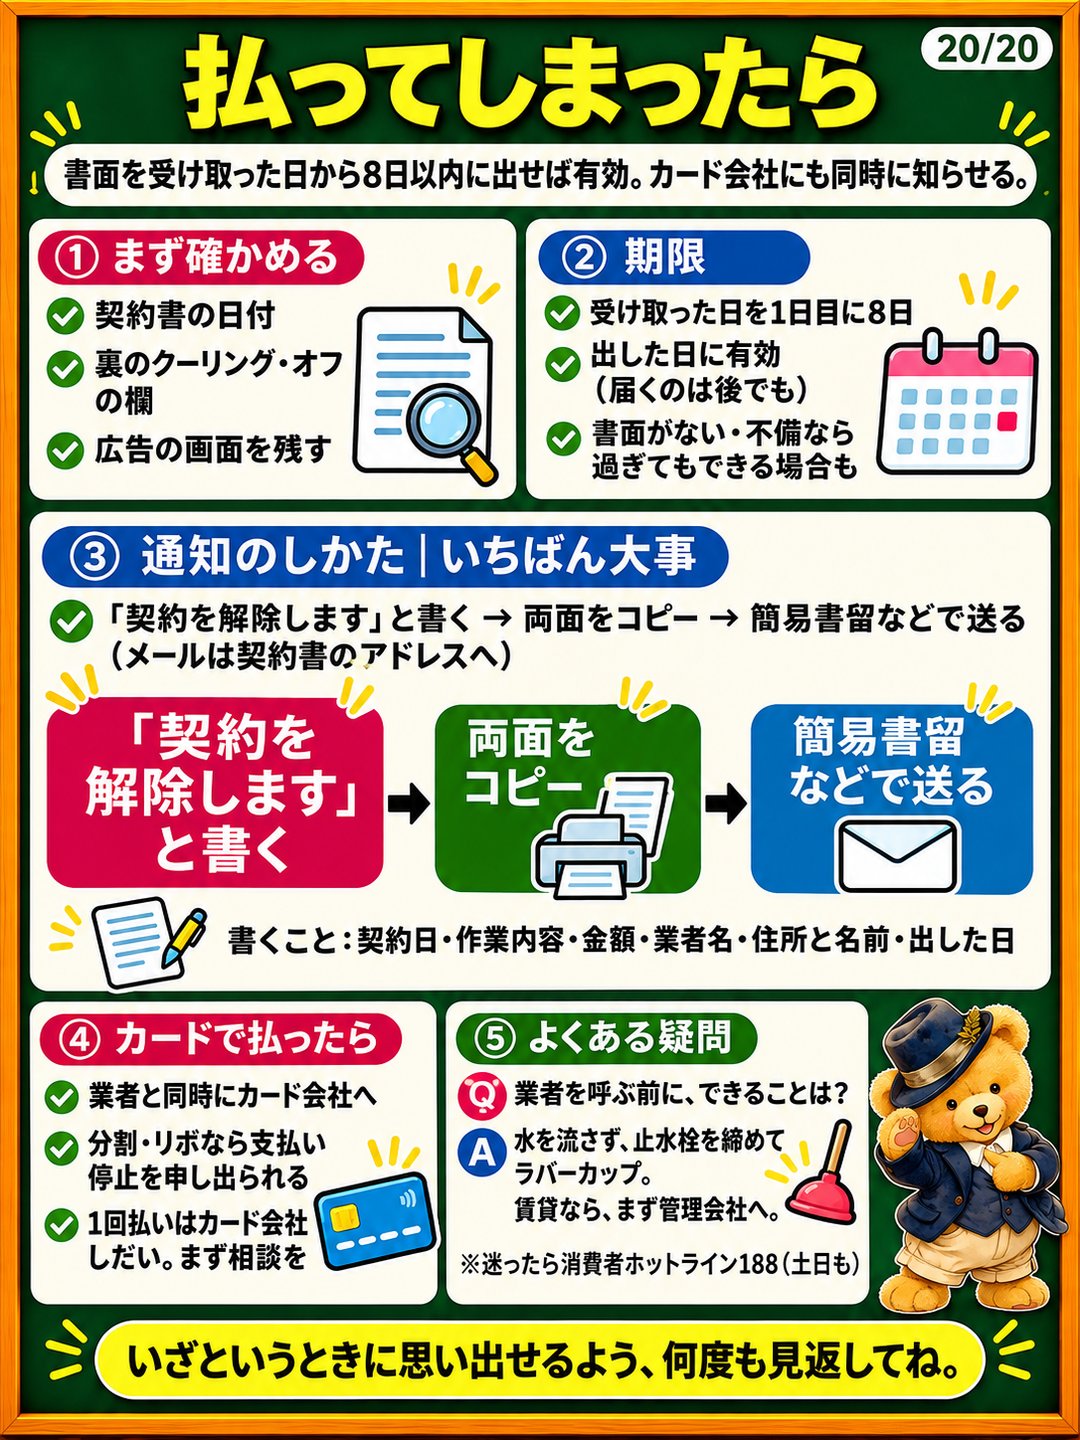 払ってしまったら
20/20
書面を受け取った日から8日以内に出せば有効。カード会社にも同時に知らせる。
① まず確かめる
契約書の日付
裏のクーリング・オフ
の欄
広告の画面を残す
② 期限
受け取った日を1日目に8日
出した日に有効
（届くのは後でも）
書面がない・不備なら
過ぎてもできる場合も
③ 通知のしかた｜いちばん大事
「契約を解除します」と書く → 両面をコピー → 簡易書留などで送る
（メールは契約書のアドレスへ）
「契約を
解除します」
と書く
両面を
コピー
簡易書留
などで送る
書くこと：契約日・作業内容・金額・業者名・住所と名前・出した日
④ カードで払ったら
業者と同時にカード会社へ
分割・リボなら支払い
停止を申し出られる
1回払いはカード会社
しだい。まず相談を
⑤ よくある疑問
Q 業者を呼ぶ前に、できることは？
A 水を流さず、止水栓を締めて
ラバーカップ。
賃貸なら、まず管理会社へ。
※迷ったら消費者ホットライン188（土日も）
いざというときに思い出せるよう、何度も見返してね。